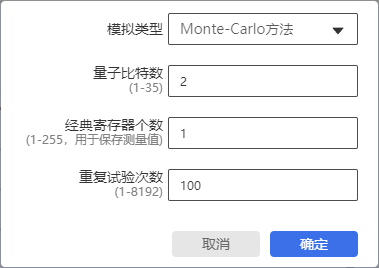 模拟类型 Monte-Carlo方法
量子比特数 2
(1-35)
经典寄存器个数 1
(1-255，用于保存测量值)
重复试验次数 100
(1-8192)
取消 确定